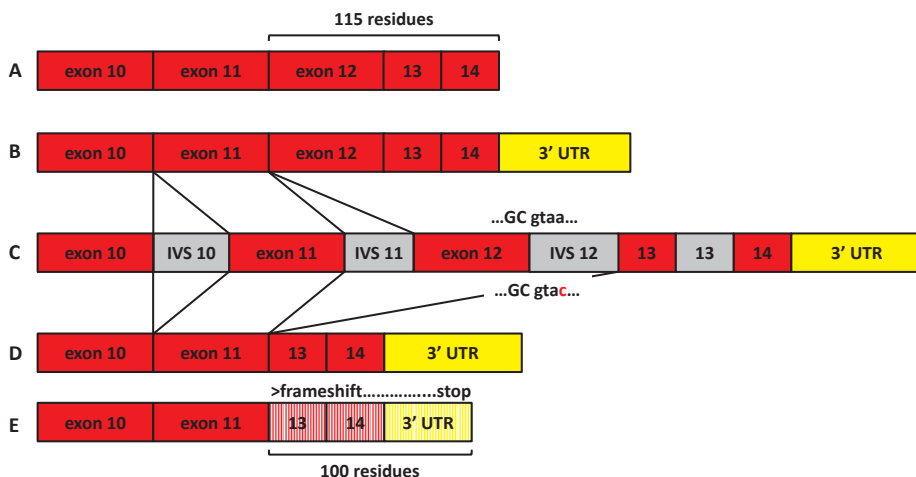 115 residues
A exon 10 exon 11 exon 12 13 14
B exon 10 exon 11 exon 12 13 14 3’ UTR
...GC gtaa...
C exon 10 IVS 10 exon 11 IVS 11 exon 12 IVS 12 13 13 14 3’ UTR
...GC gtac...
D exon 10 exon 11 13 14 3’ UTR
>frameshift................stop
E exon 10 exon 11 13 14 3’ UTR
100 residues